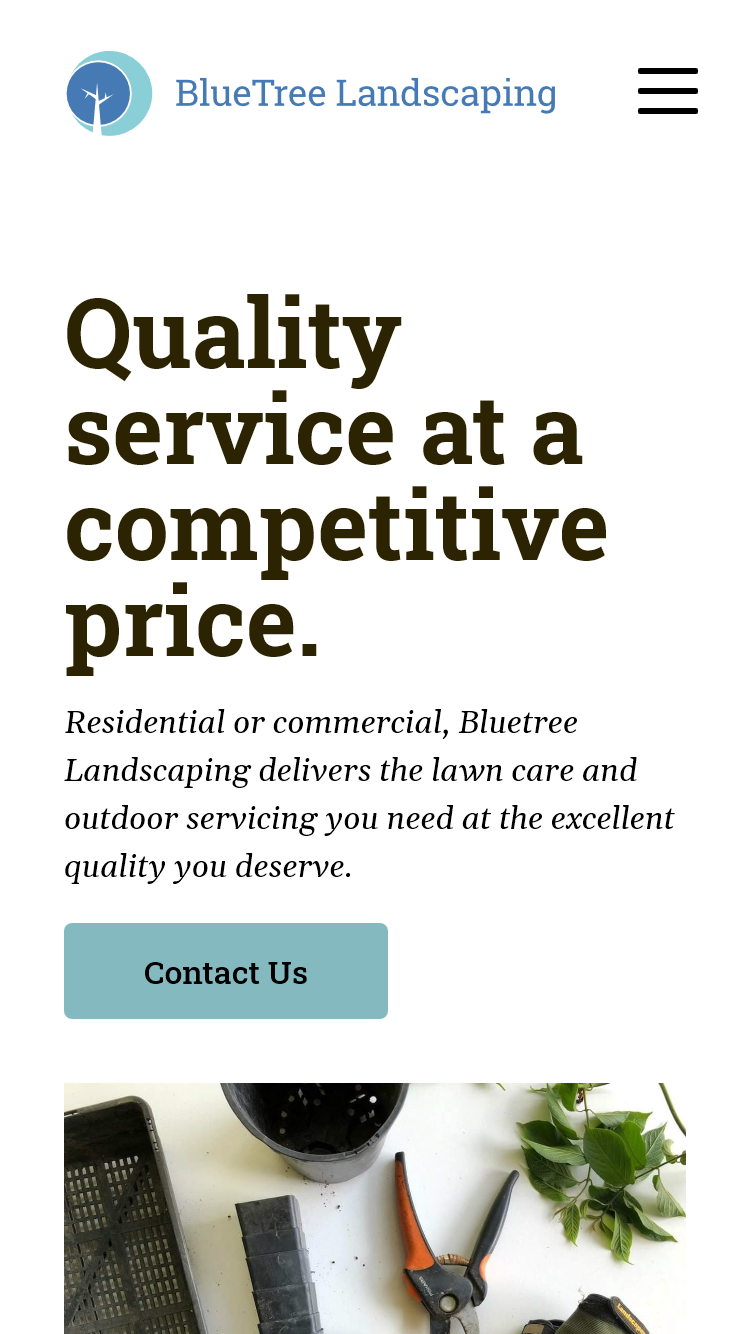 BlueTree Landscaping
Quality
service at a
competitive
price.
Residential or commercial, Bluetree
Landscaping delivers the lawn care and
outdoor servicing you need at the excellent
quality you deserve.
Contact Us